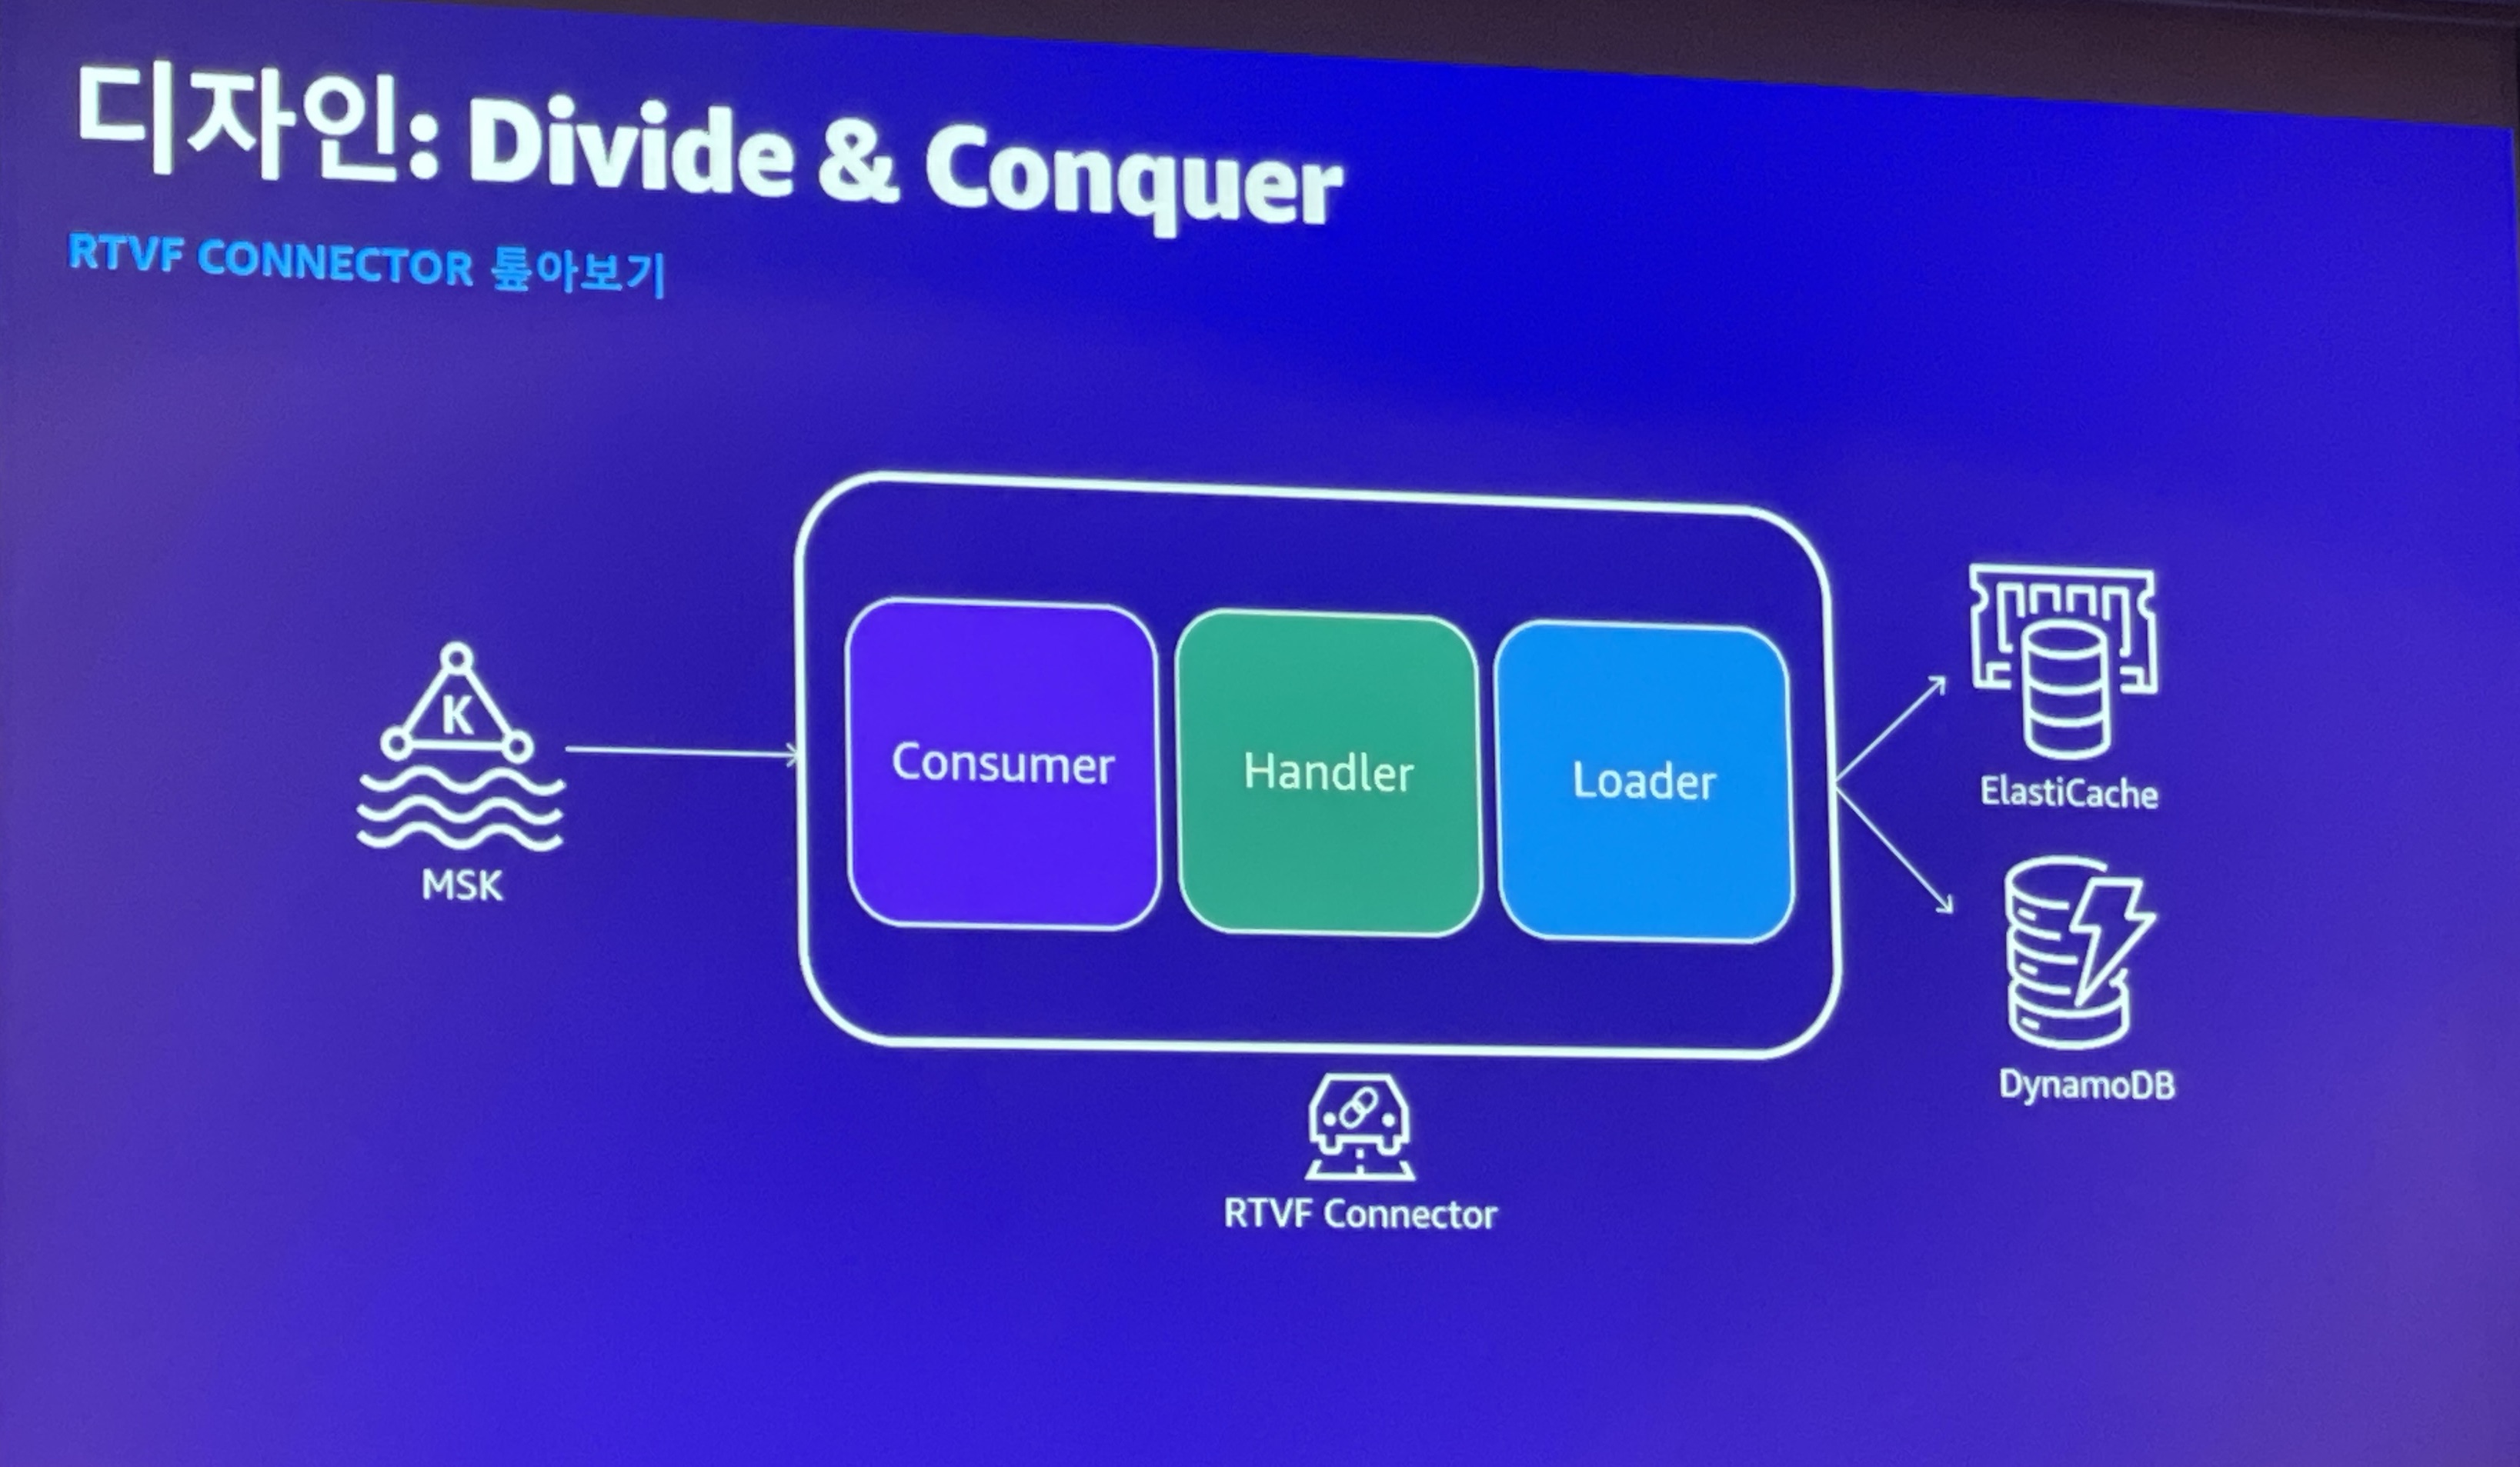 디자인: Divide & Conquer
RTVF CONNECTOR 톺아보기
K
MSK
Consumer
Handler
Loader
ElastiCache
DynamoDB
RTVF Connector